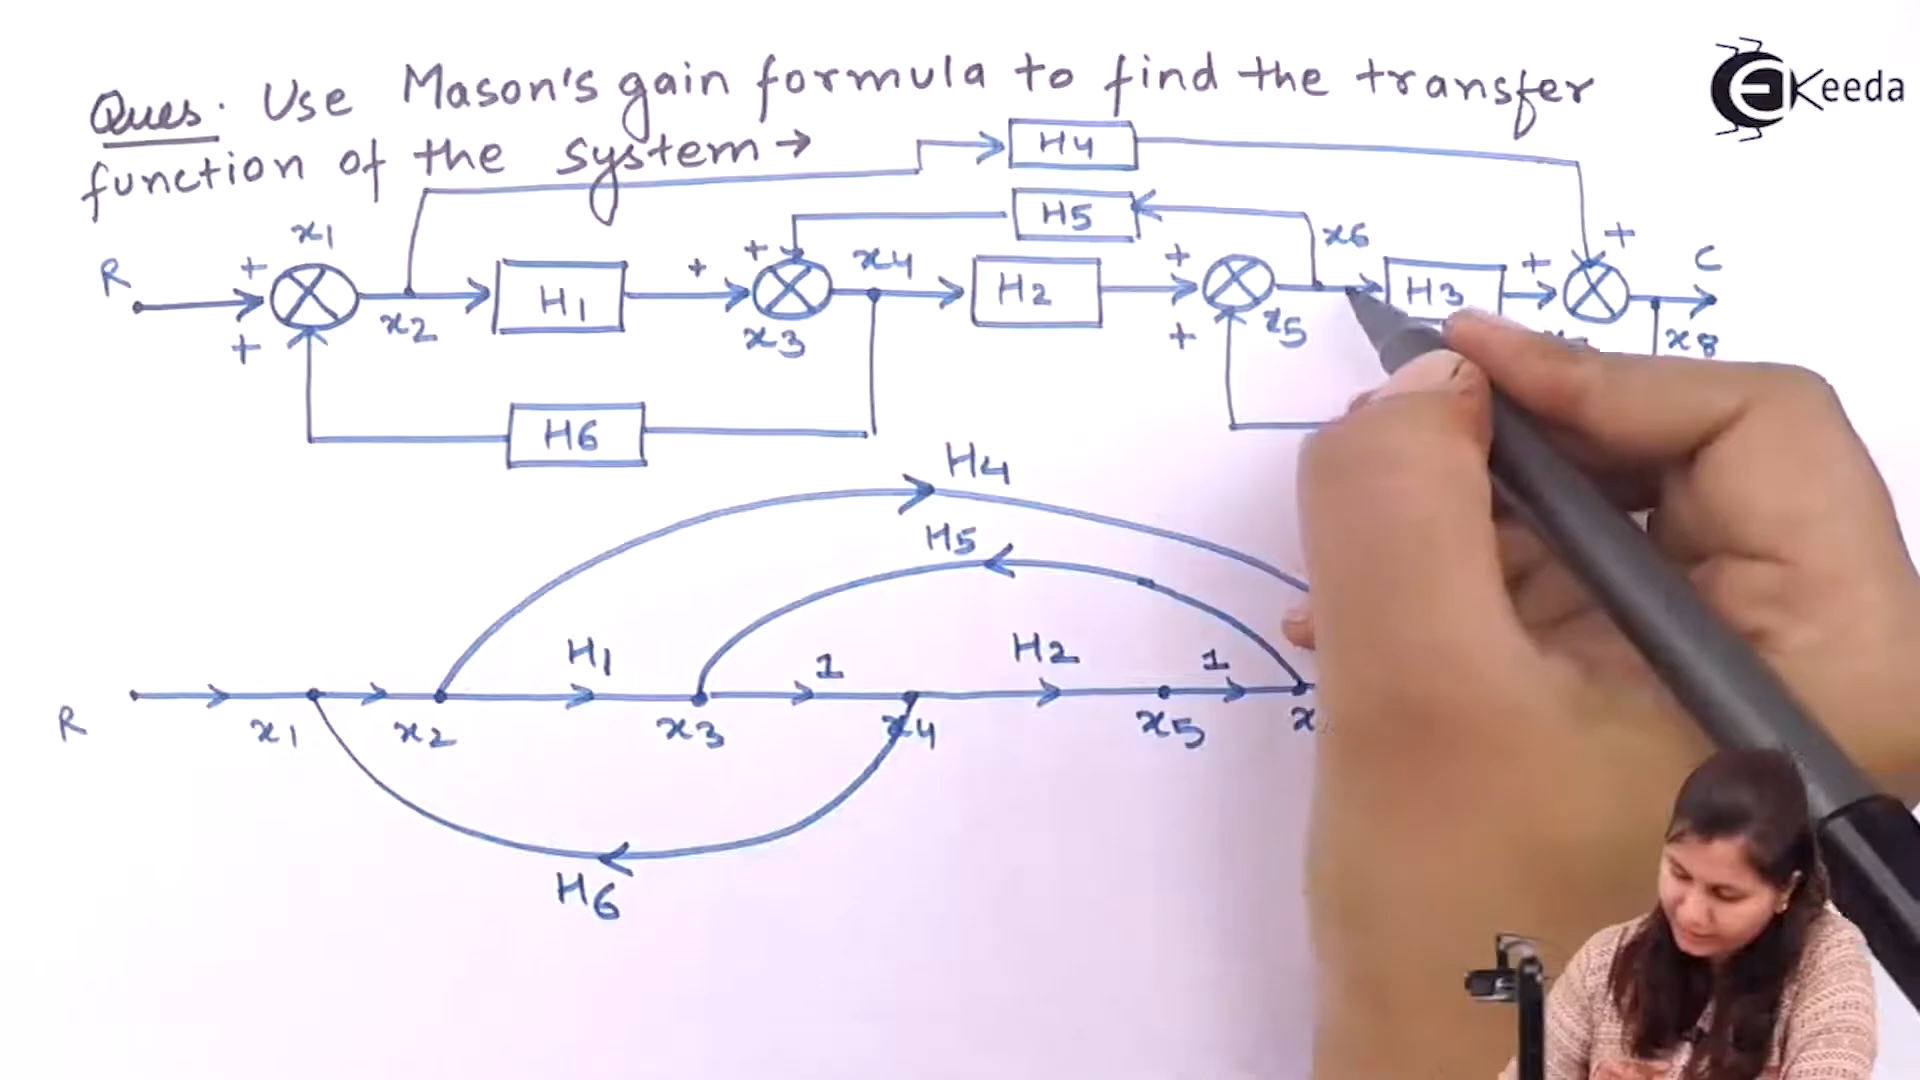 Ques. Use Mason's gain formula to find the transfer
function of the system →
EKeeda
H4
H5
x1
x6
+
R
+
+
x4
+
+
C
H1
H2
H3
+
x2
x3
+
x5
x8
H6
H4
H5
H1
1
H2
1
R
x1
x2
x3
x4
x5
H6